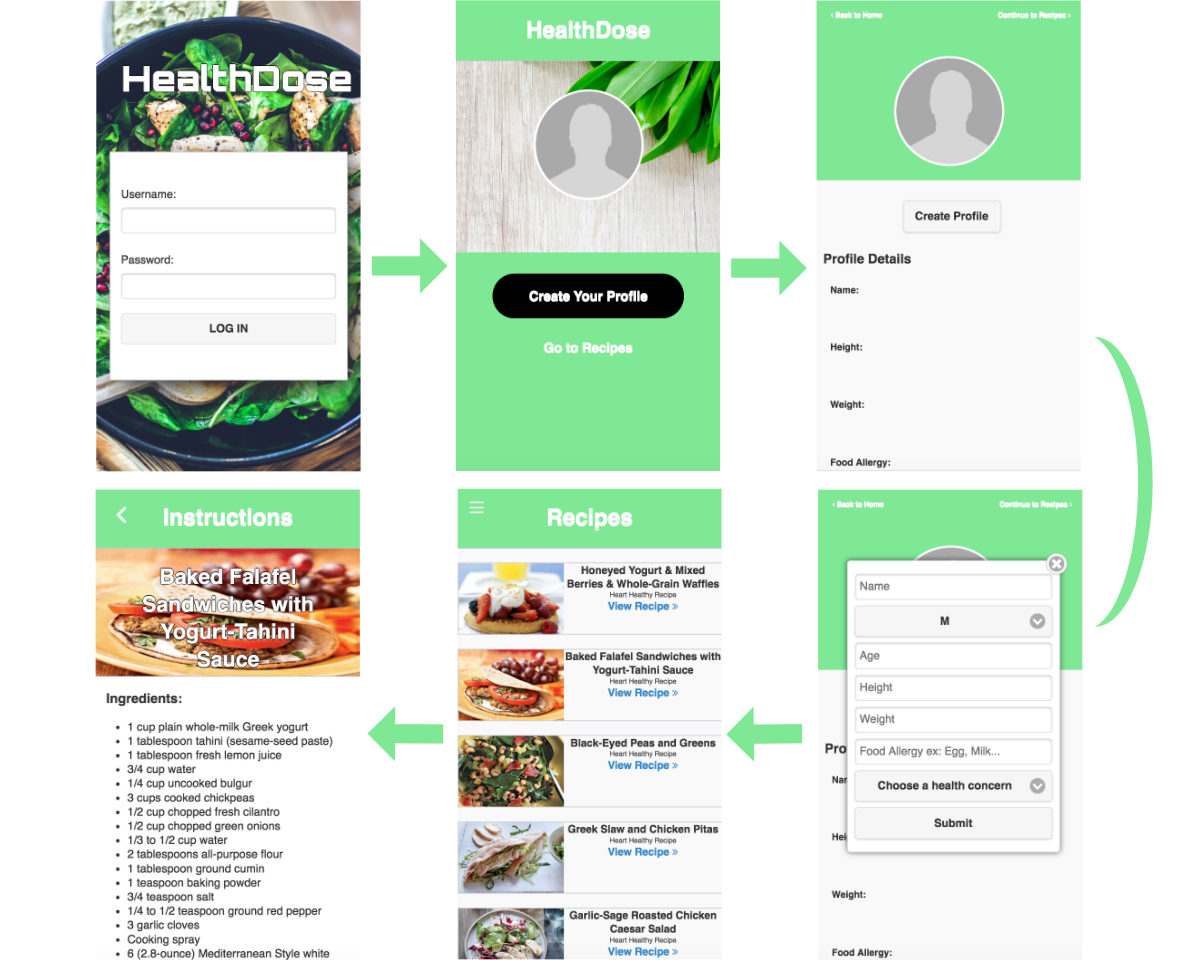 HealthDose
Username:
Password:
LOG IN
HealthDose
Create Your Profile
Go to Recipes
‹ Back to Home
Continue to Recipes ›
Create Profile
Profile Details
Name:
Height:
Weight:
Food Allergy:
‹ Back to Home
Continue to Recipes ›
Name
M
Age
Height
Weight
Food Allergy ex: Egg, Milk...
Choose a health concern
Submit
Pro
Nar
Hei
Weight:
Food Allergy:
Recipes
Honeyed Yogurt & Mixed
Berries & Whole-Grain Waffles
Heart Healthy Recipe
View Recipe »
Baked Falafel Sandwiches with
Yogurt-Tahini Sauce
Heart Healthy Recipe
View Recipe »
Black-Eyed Peas and Greens
Heart Healthy Recipe
View Recipe »
Greek Slaw and Chicken Pitas
Heart Healthy Recipe
View Recipe »
Garlic-Sage Roasted Chicken
Caesar Salad
Heart Healthy Recipe
View Recipe »
Instructions
Baked Falafel
Sandwiches with
Yogurt-Tahini
Sauce
Ingredients:
• 1 cup plain whole-milk Greek yogurt
• 1 tablespoon tahini (sesame-seed paste)
• 1 tablespoon fresh lemon juice
• 3/4 cup water
• 1/4 cup uncooked bulgur
• 3 cups cooked chickpeas
• 1/2 cup chopped fresh cilantro
• 1/2 cup chopped green onions
• 1/3 to 1/2 cup water
• 2 tablespoons all-purpose flour
• 1 tablespoon ground cumin
• 1 teaspoon baking powder
• 3/4 teaspoon salt
• 1/4 to 1/2 teaspoon ground red pepper
• 3 garlic cloves
• Cooking spray
• 6 (2.8-ounce) Mediterranean Style white